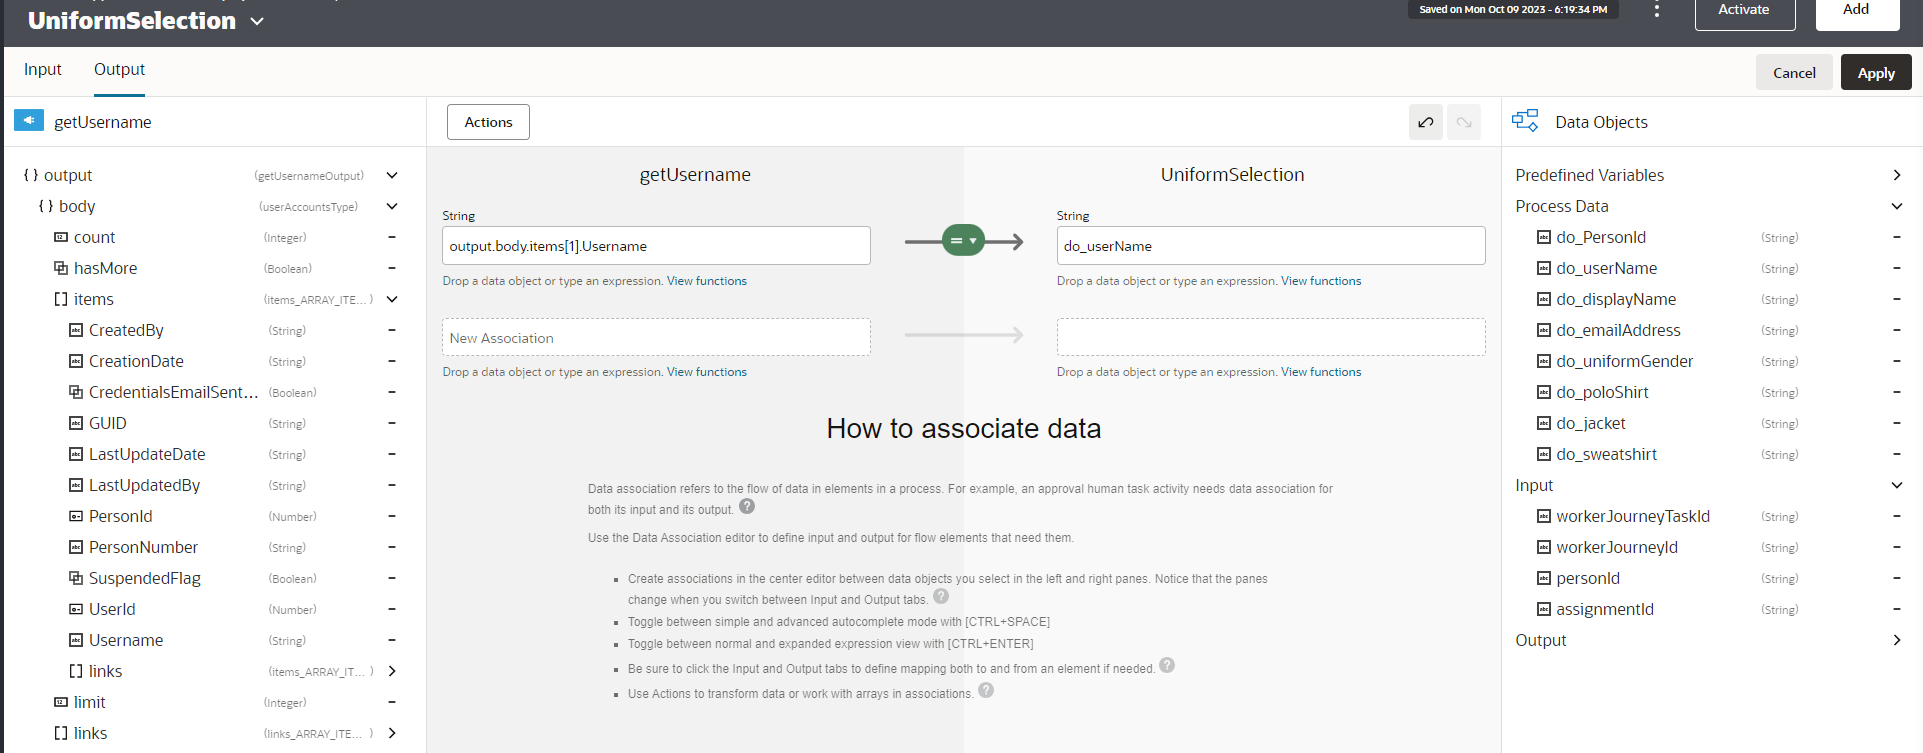 UniformSelection
Saved on Mon Oct 09 2023 - 6:19:34 PM
Activate
Add
Input
Output
Cancel
Apply
getUsername
Actions
Data Objects
{ } output (getUsernameOutput)
{ } body (userAccountsType)
count (Integer)
hasMore (Boolean)
[ ] items (items_ARRAY_ITE... )
CreatedBy (String)
CreationDate (String)
CredentialsEmailSent... (Boolean)
GUID (String)
LastUpdateDate (String)
LastUpdatedBy (String)
PersonId (Number)
PersonNumber (String)
SuspendedFlag (Boolean)
UserId (Number)
Username (String)
[ ] links (items_ARRAY_IT... )
limit (Integer)
[ ] links (links_ARRAY_ITE... )
getUsername
UniformSelection
String
output.body.items[1].Username
Drop a data object or type an expression. View functions
=
String
do_userName
Drop a data object or type an expression. View functions
New Association
Drop a data object or type an expression. View functions
Drop a data object or type an expression. View functions
How to associate data
Data association refers to the flow of data in elements in a process. For example, an approval human task activity needs data association for
both its input and its output. ?
Use the Data Association editor to define input and output for flow elements that need them.
Create associations in the center editor between data objects you select in the left and right panes. Notice that the panes
change when you switch between Input and Output tabs. ?
Toggle between simple and advanced autocomplete mode with [CTRL+SPACE]
Toggle between normal and expanded expression view with [CTRL+ENTER]
Be sure to click the Input and Output tabs to define mapping both to and from an element if needed. ?
Use Actions to transform data or work with arrays in associations. ?
Predefined Variables
Process Data
do_PersonId (String)
do_userName (String)
do_displayName (String)
do_emailAddress (String)
do_uniformGender (String)
do_poloShirt (String)
do_jacket (String)
do_sweatshirt (String)
Input
workerJourneyTaskId (String)
workerJourneyId (String)
personId (String)
assignmentId (String)
Output